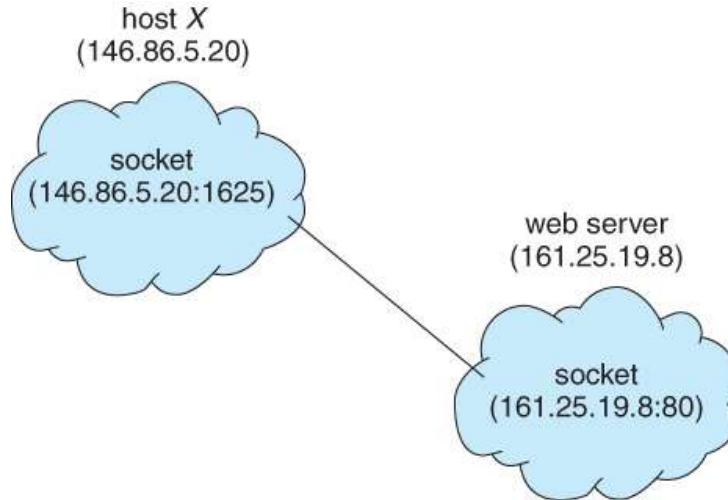 host X
(146.86.5.20)
socket
(146.86.5.20:1625)
web server
(161.25.19.8)
socket
(161.25.19.8:80)